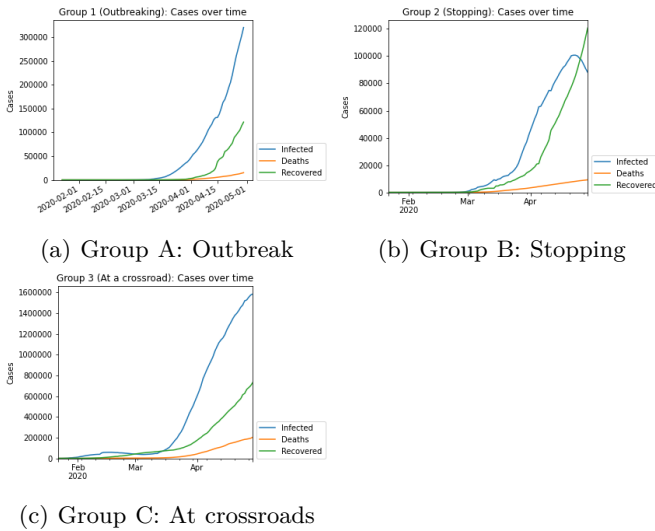 Group 1 (Outbreaking): Cases over time
Cases
300000
250000
200000
150000
100000
50000
0
2020-02-01
2020-02-15
2020-03-01
2020-03-15
2020-04-01
2020-04-15
2020-05-01
Infected
Deaths
Recovered
(a) Group A: Outbreak
Group 2 (Stopping): Cases over time
Cases
120000
100000
80000
60000
40000
20000
0
Feb
2020
Mar
Apr
Infected
Deaths
Recovered
(b) Group B: Stopping
Group 3 (At a crossroad): Cases over time
Cases
1600000
1400000
1200000
1000000
800000
600000
400000
200000
0
Feb
2020
Mar
Apr
Infected
Deaths
Recovered
(c) Group C: At crossroads